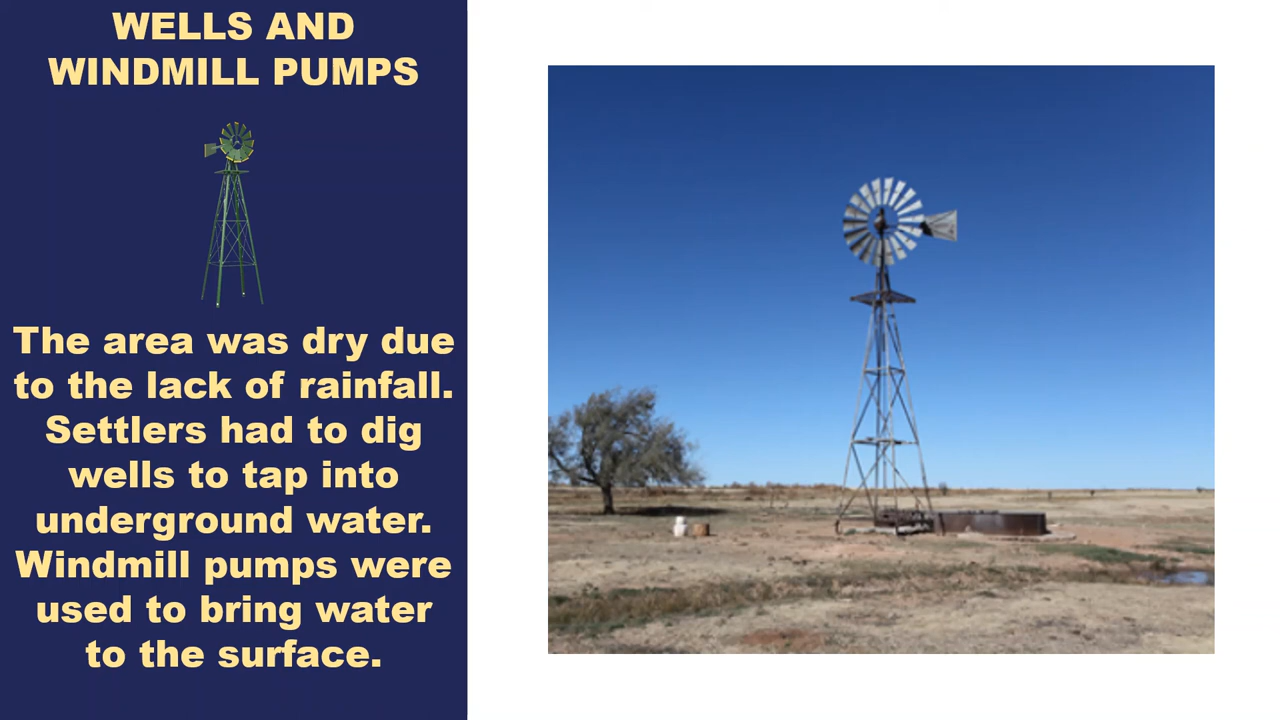 WELLS AND
WINDMILL PUMPS
The area was dry due
to the lack of rainfall.
Settlers had to dig
wells to tap into
underground water.
Windmill pumps were
used to bring water
to the surface.